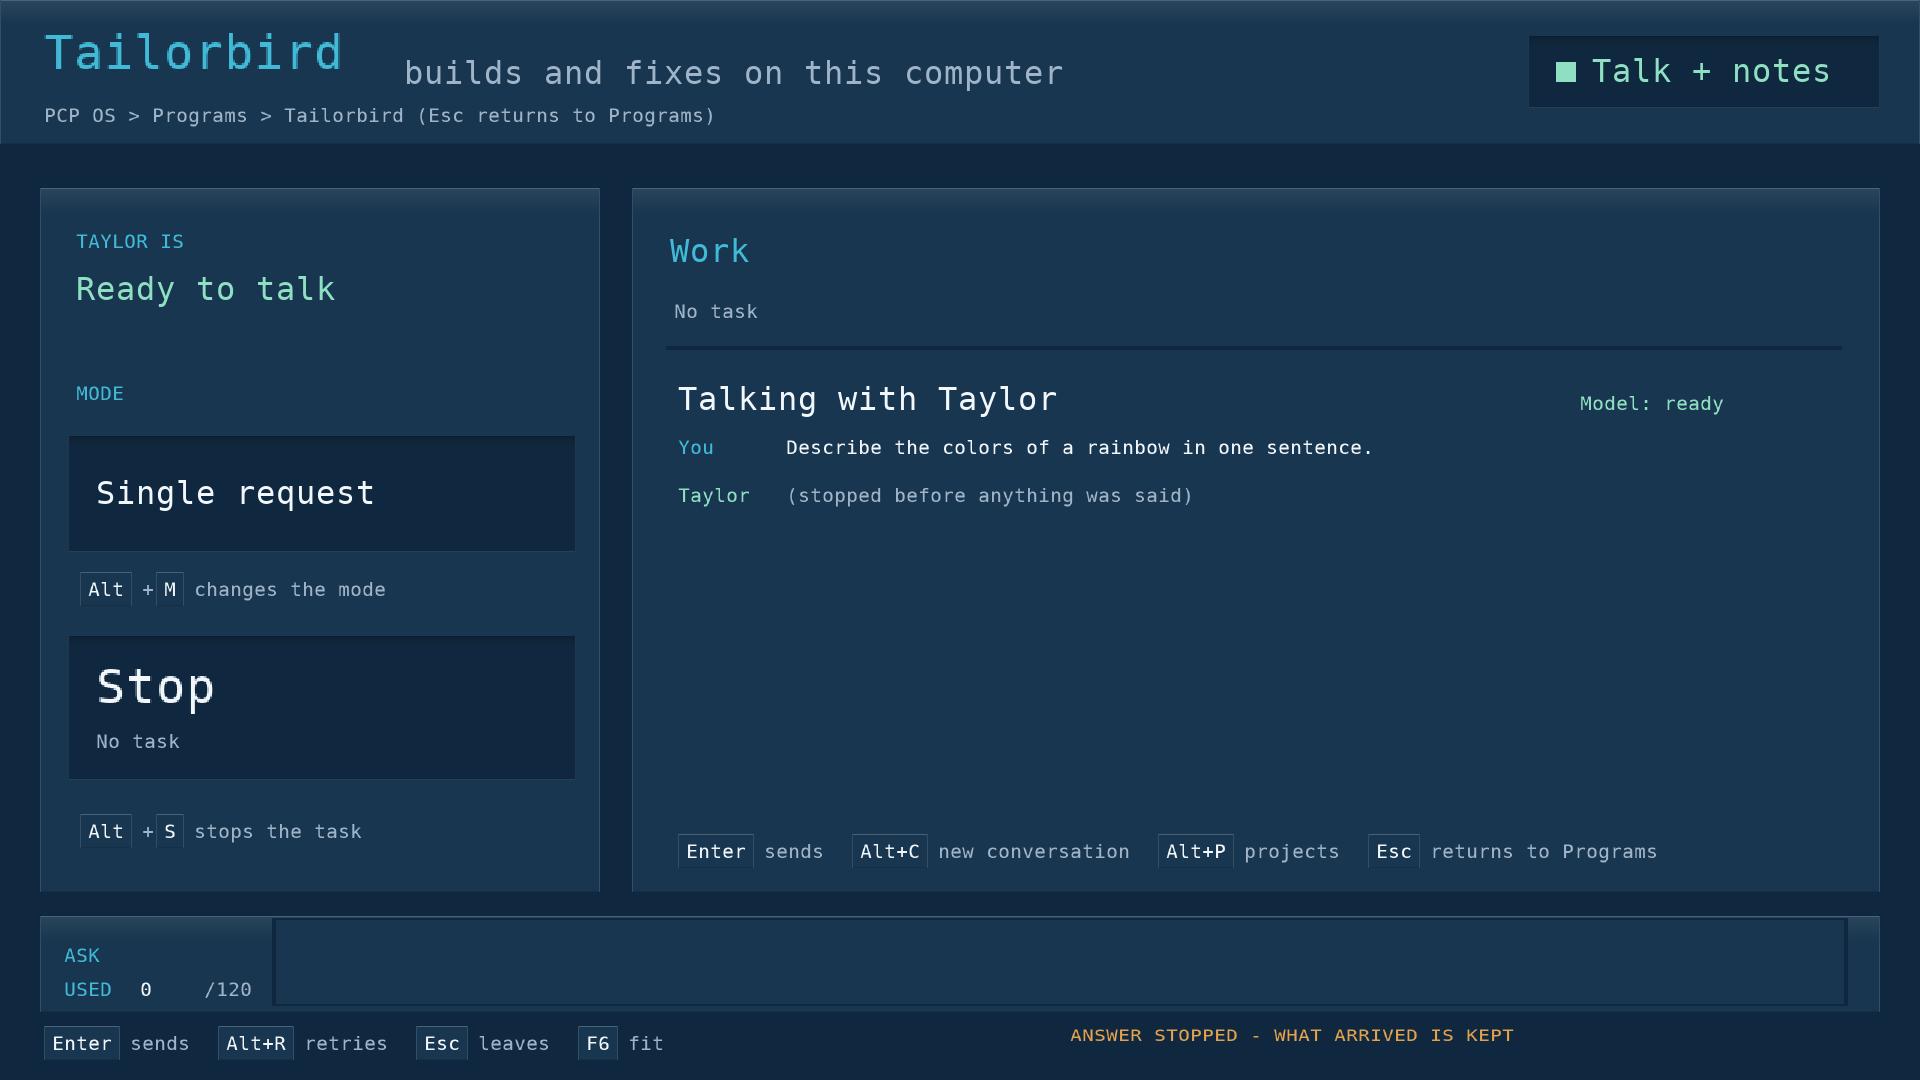 Tailorbird builds and fixes on this computer
Talk + notes
PCP OS > Programs > Tailorbird (Esc returns to Programs)
TAYLOR IS
Ready to talk
MODE
Single request
Alt + M changes the mode
Stop
No task
Alt + S stops the task
Work
No task
Talking with Taylor
Model: ready
You Describe the colors of a rainbow in one sentence.
Taylor (stopped before anything was said)
Enter sends Alt+C new conversation Alt+P projects Esc returns to Programs
ASK
USED 0 /120
Enter sends Alt+R retries Esc leaves F6 fit
ANSWER STOPPED - WHAT ARRIVED IS KEPT